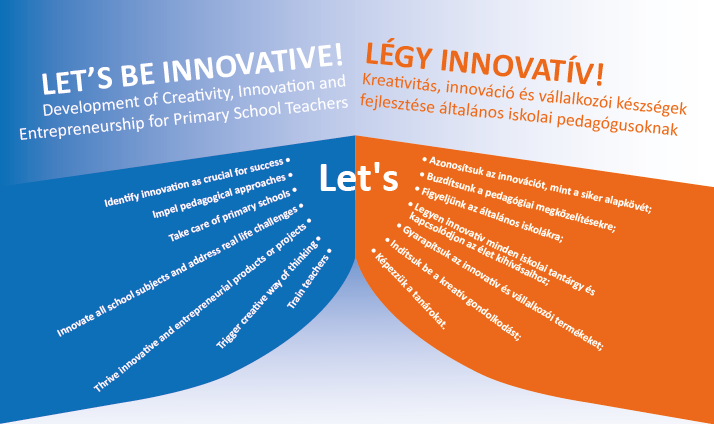 LET'S BE INNOVATIVE!
Development of Creativity, Innovation and
Entrepreneurship for Primary School Teachers
LÉGY INNOVATÍV!
Kreativitás, innováció és vállalkozói készségek
fejlesztése általános iskolai pedagógusoknak
Let's
Identify innovation as crucial for success •
Impel pedagogical approaches •
Take care of primary schools •
Innovate all school subjects and address real life challenges •
Thrive innovative and entrepreneurial products or projects •
Trigger creative way of thinking •
Train teachers •
• Azonosítsuk az innovációt, mint a siker alapkövét;
• Buzdítsunk a pedagógiai megközelítésekre;
• Figyeljünk az általános iskolákra;
• Legyen innovatív minden iskolai tantárgy és
kapcsolódjon az élet kihívásaihoz;
• Gyarapítsuk az innovatív és vállalkozói termékeket;
• Indítsuk be a kreatív gondolkodást;
• Képezzük a tanárokat.